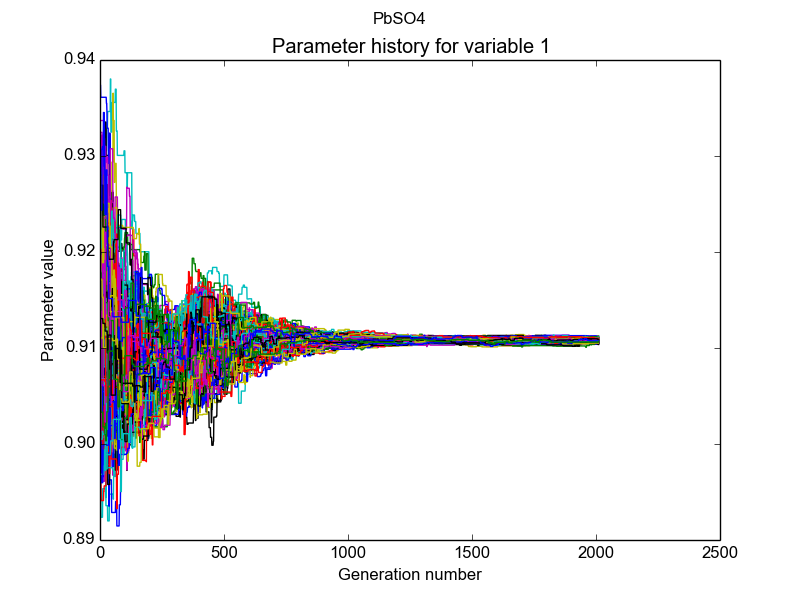 PbSO4
Parameter history for variable 1
0.94
0.93
0.92
0.91
0.90
0.89
Parameter value
0 500 1000 1500 2000 2500
Generation number